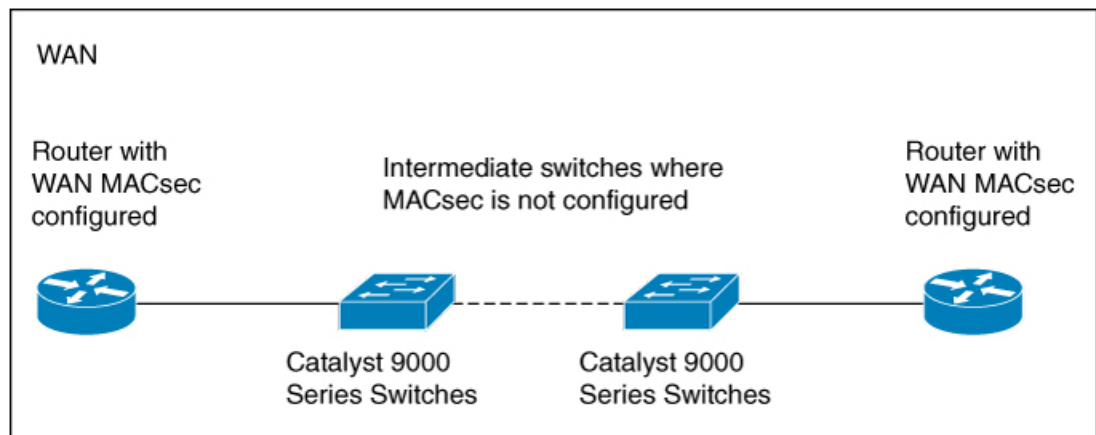 WAN
Router with
WAN MACsec
configured
Intermediate switches where
MACsec is not configured
Router with
WAN MACsec
configured
Catalyst 9000
Series Switches
Catalyst 9000
Series Switches